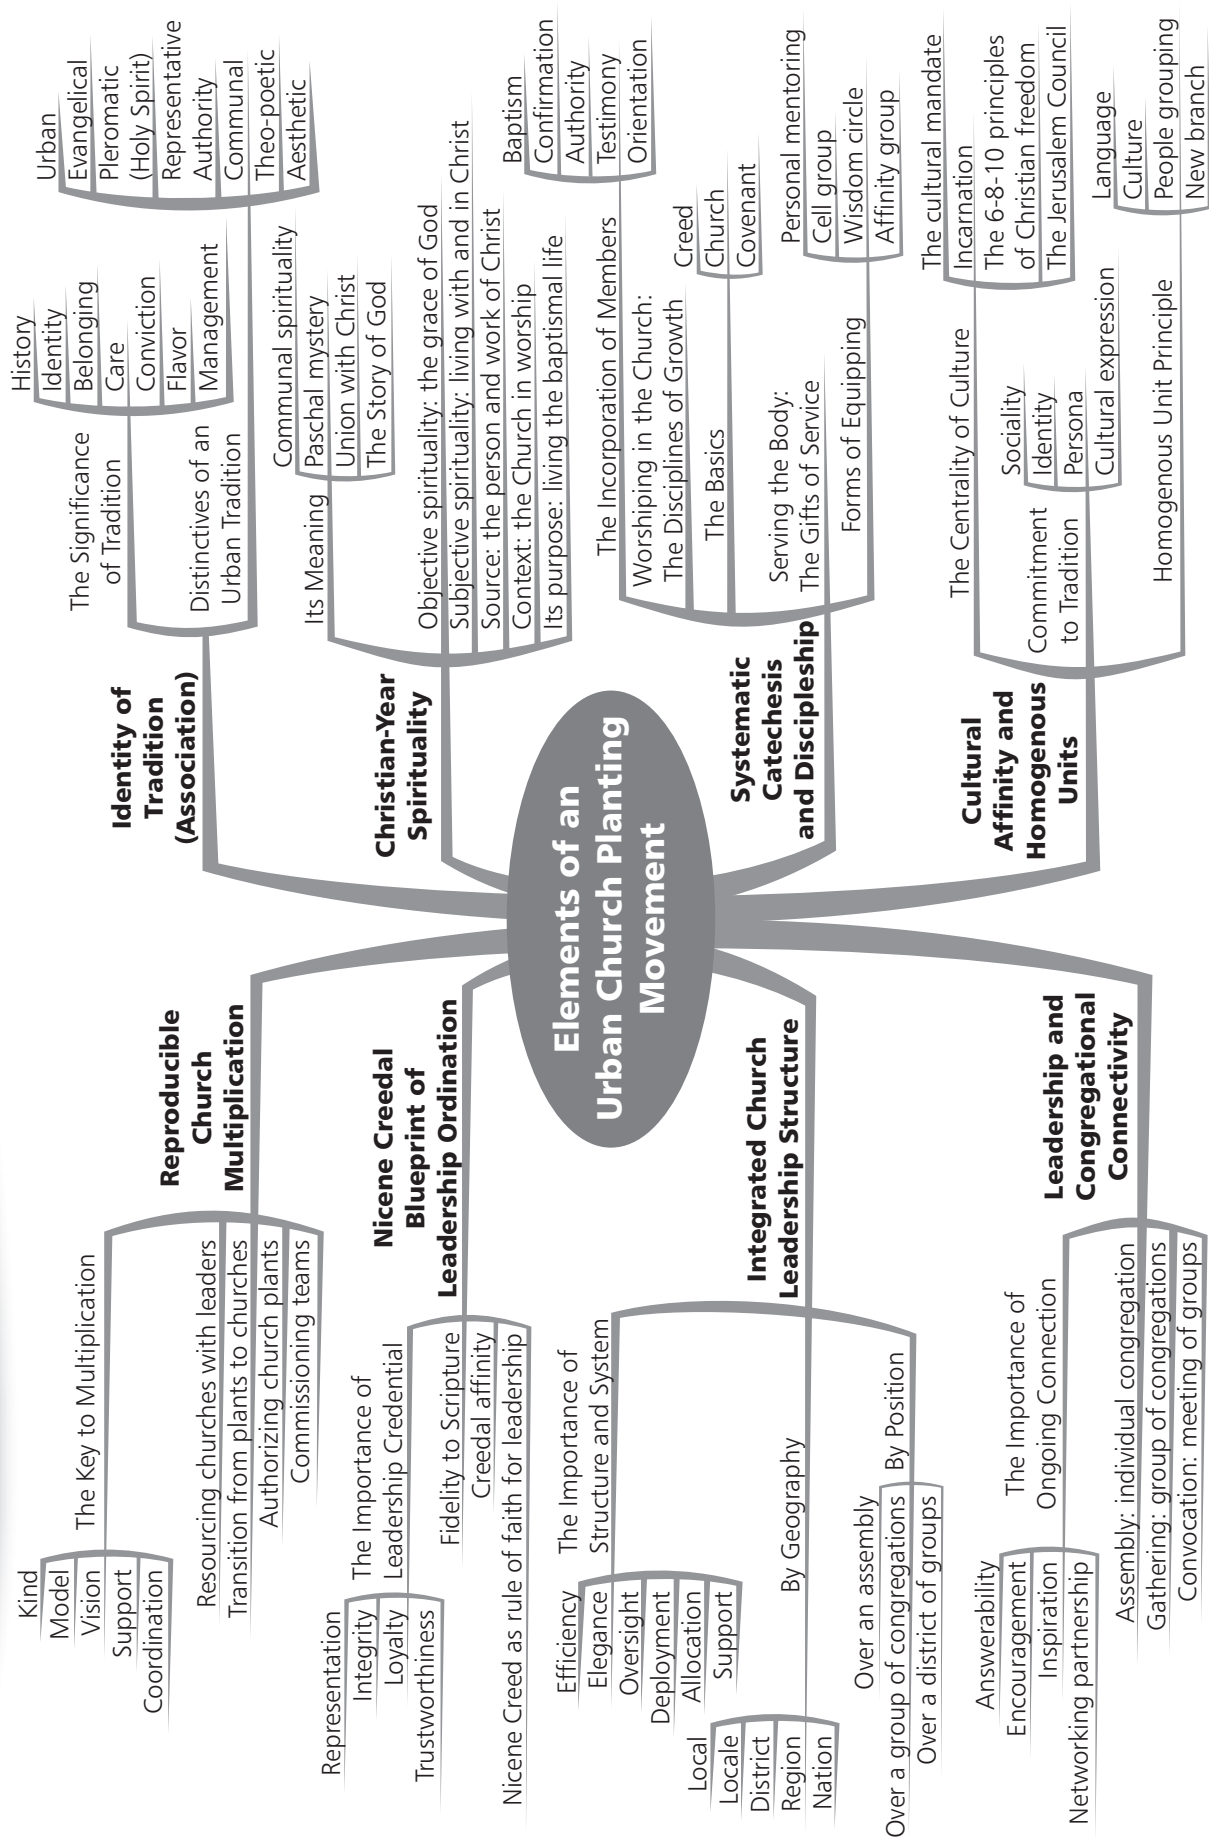 Elements of an
Urban Church Planting
Movement
Identity of
Tradition
(Association)
The Significance
of Tradition
History
Identity
Belonging
Care
Conviction
Flavor
Management
Distinctives of an
Urban Tradition
Urban
Evangelical
Pleromatic
(Holy Spirit)
Representative
Authority
Communal
Theo-poetic
Aesthetic
Christian-Year
Spirituality
Its Meaning
Communal spirituality
Paschal mystery
Union with Christ
The Story of God
Objective spirituality: the grace of God
Subjective spirituality: living with and in Christ
Source: the person and work of Christ
Context: the Church in worship
Its purpose: living the baptismal life
Systematic
Catechesis
and Discipleship
The Incorporation of Members
Baptism
Confirmation
Authority
Testimony
Orientation
Worshiping in the Church:
The Disciplines of Growth
The Basics
Creed
Church
Covenant
Serving the Body:
The Gifts of Service
Forms of Equipping
Personal mentoring
Cell group
Wisdom circle
Affinity group
Cultural
Affinity and
Homogenous
Units
The Centrality of Culture
The cultural mandate
Incarnation
The 6-8-10 principles
of Christian freedom
The Jerusalem Council
Commitment
to Tradition
Sociality
Identity
Persona
Cultural expression
Homogenous Unit Principle
Language
Culture
People grouping
New branch
Reproducible
Church
Multiplication
The Key to Multiplication
Kind
Model
Vision
Support
Coordination
Resourcing churches with leaders
Transition from plants to churches
Authorizing church plants
Commissioning teams
Nicene Creedal
Blueprint of
Leadership Ordination
The Importance of
Leadership Credential
Representation
Integrity
Loyalty
Trustworthiness
Fidelity to Scripture
Creedal affinity
Nicene Creed as rule of faith for leadership
Integrated Church
Leadership Structure
The Importance of
Structure and System
Efficiency
Elegance
Oversight
Deployment
Allocation
Support
By Geography
Local
Locale
District
Region
Nation
By Position
Over an assembly
Over a group of congregations
Over a district of groups
Leadership and
Congregational
Connectivity
The Importance of
Ongoing Connection
Answerability
Encouragement
Inspiration
Networking partnership
Assembly: individual congregation
Gathering: group of congregations
Convocation: meeting of groups